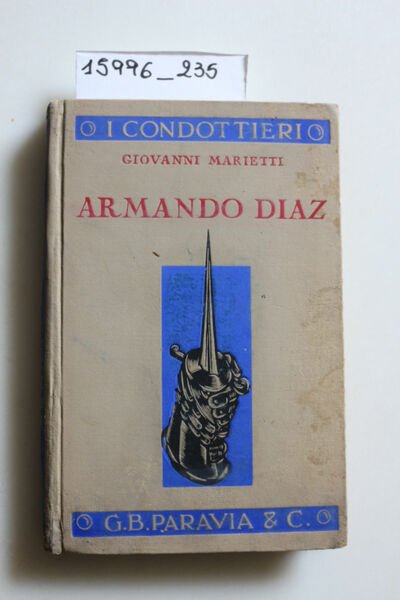 15996_235
I CONDOTTIERI
GIOVANNI MARIETTI
ARMANDO DIAZ
G.B. PARAVIA & C.